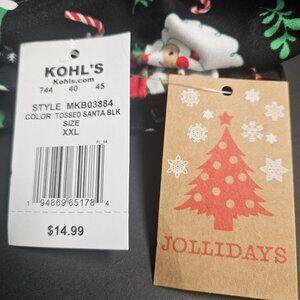 KOHL'S
Kohls.com
744 40 45
STYLE MKB03884
COLOR TOSSED SANTA BLK
SIZE
XXL
1 94869 65178 4
$14.99
JOLLIDAYS